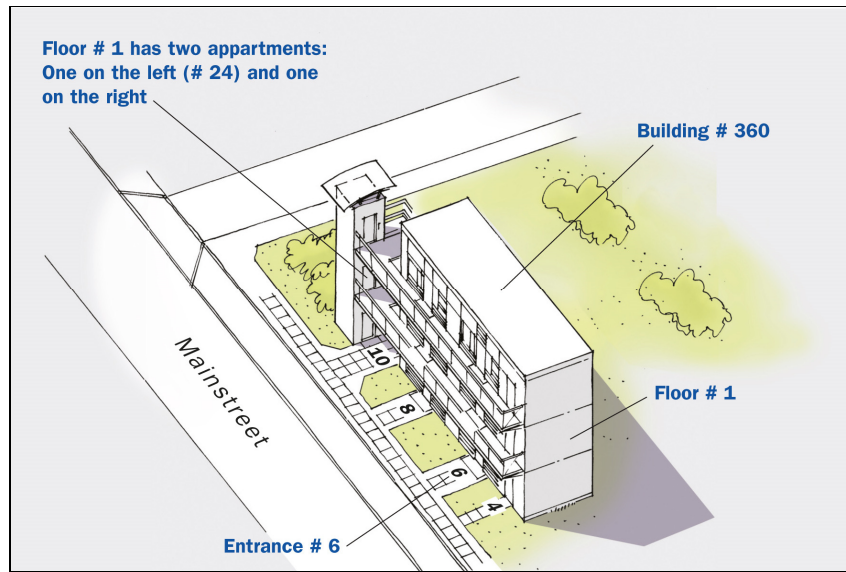 Floor # 1 has two appartments:
One on the left (# 24) and one
on the right
Building # 360
Mainstreet
10
8
Floor # 1
6
4
Entrance # 6